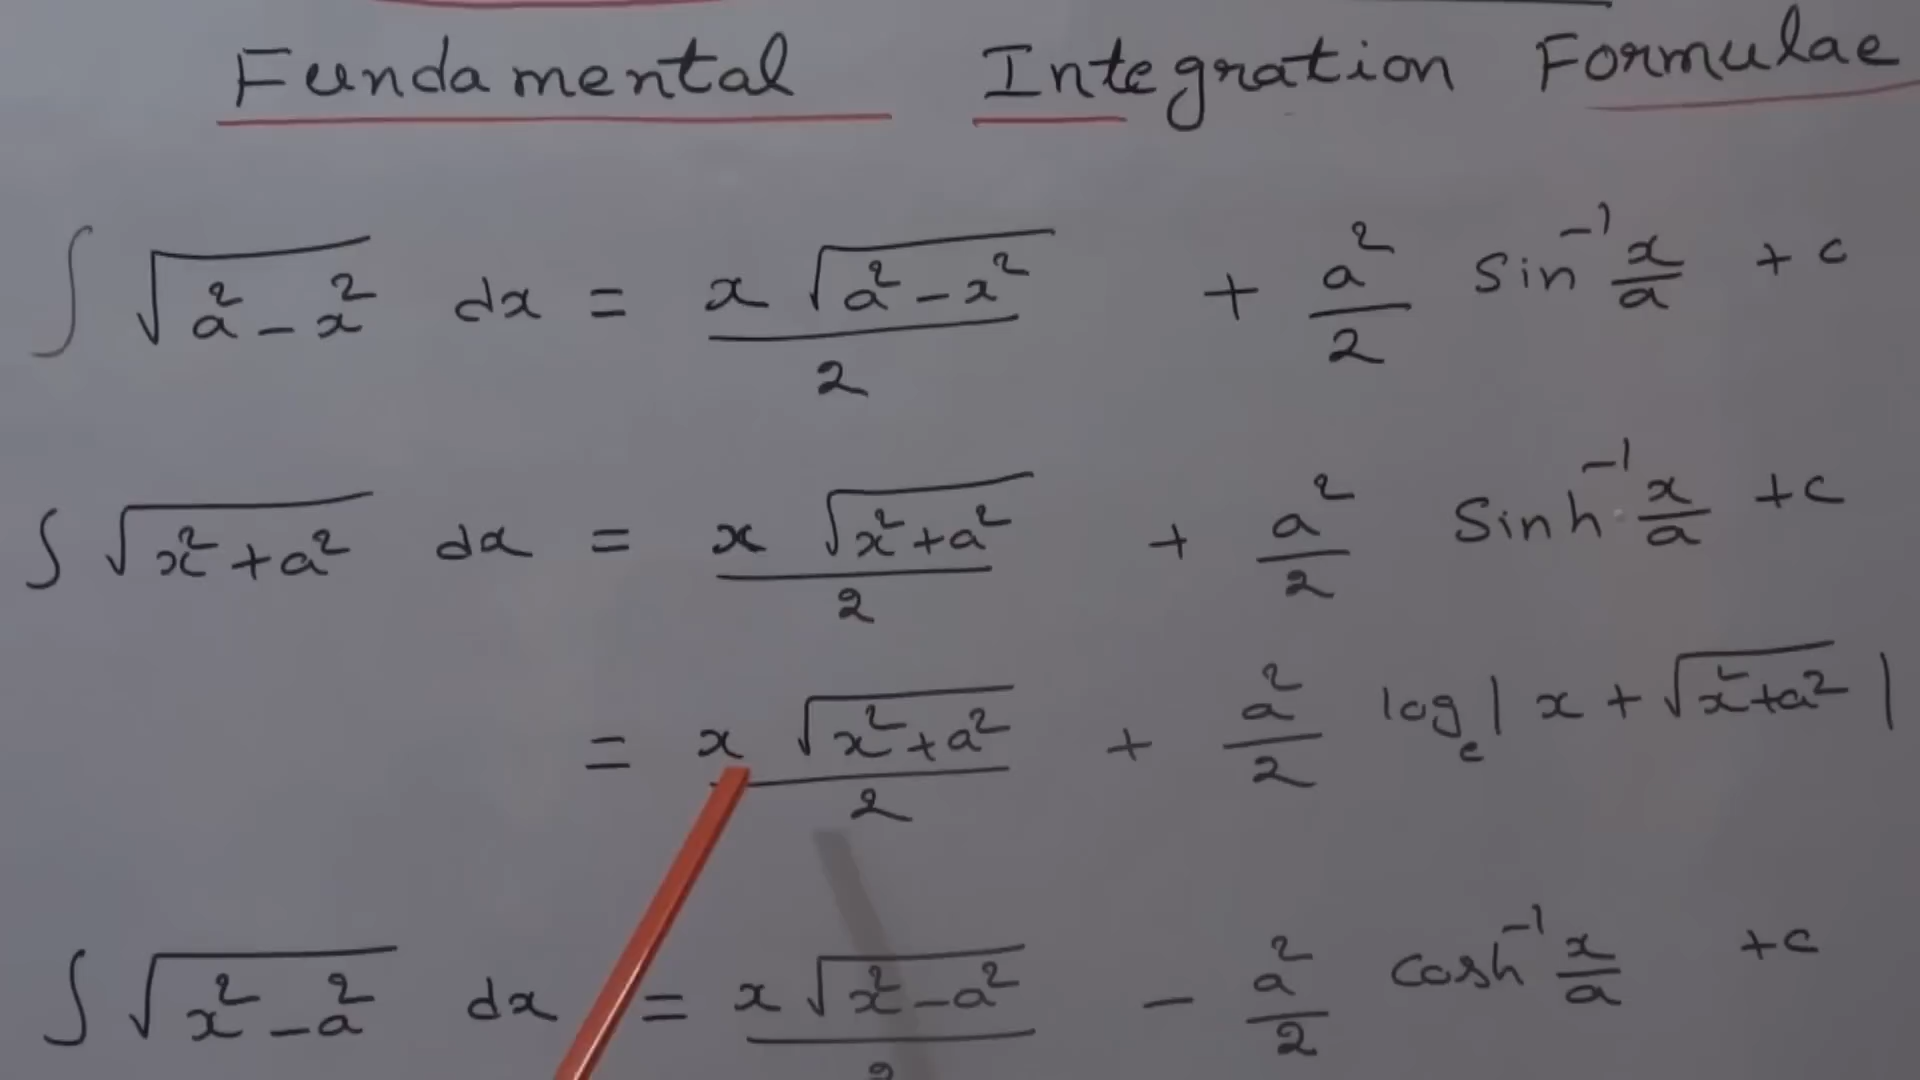 Fundamental Integration Formulae
∫ √(a² - x²) dx = x √(a² - x²) / 2 + a²/2 Sin⁻¹ x/a + c
∫ √(x² + a²) dx = x √(x² + a²) / 2 + a²/2 Sinh⁻¹ x/a + c
= x √(x² + a²) / 2 + a²/2 logₑ | x + √(x² + a²) |
∫ √(x² - a²) dx = x √(x² - a²) / 2 - a²/2 cosh⁻¹ x/a + c